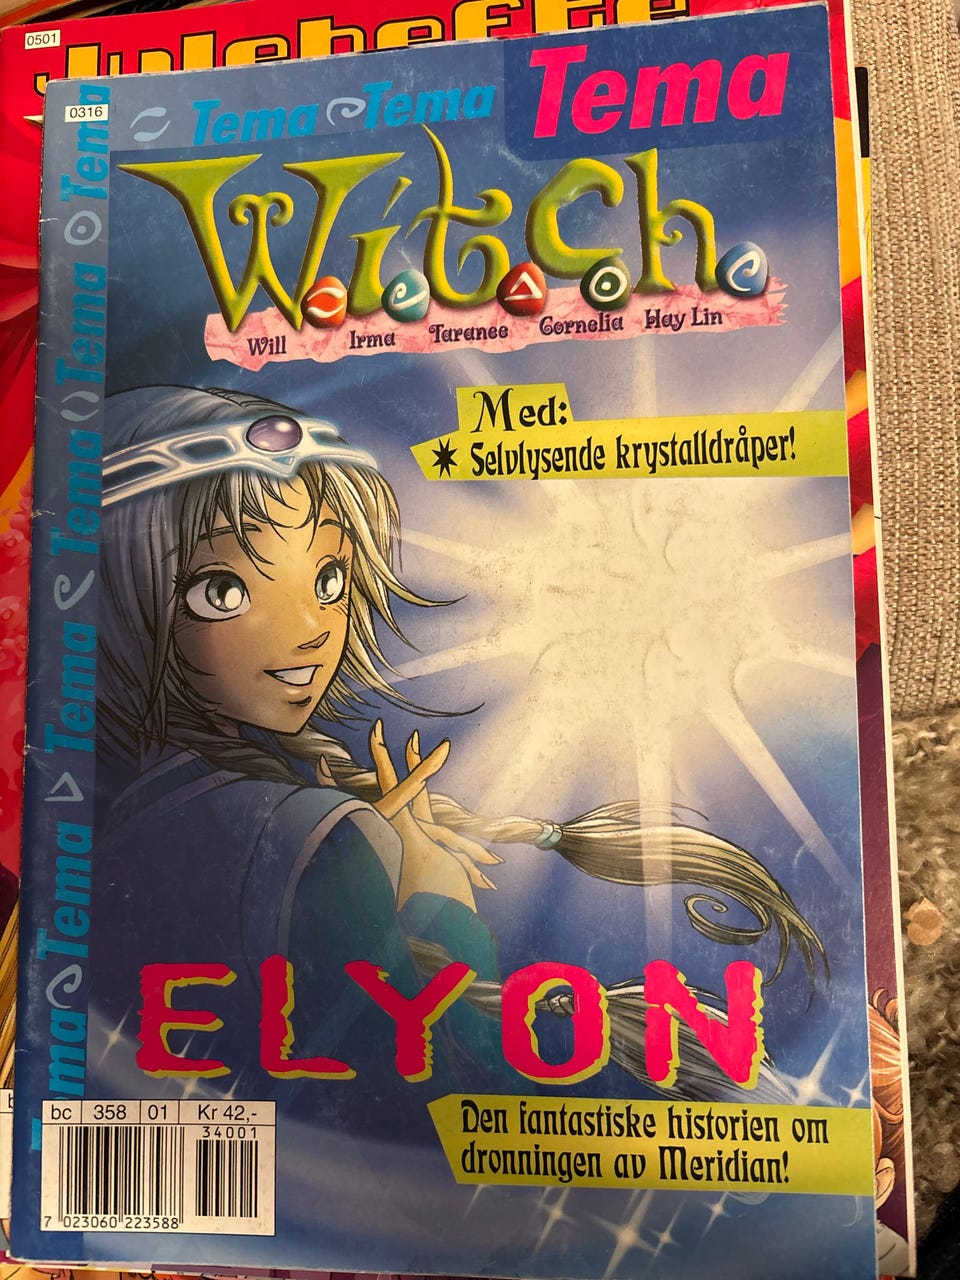 0501
Julehefte
0316
Tema Tema Tema
Witch
Will Irma Taranee Cornelia Hay Lin
Med:
Selvlysende krystalldråper!
Tema Tema Tema Tema Tema Tema
ELYON
Den fantastiske historien om
dronningen av Meridian!
bc 358 01 Kr 42,-
34001
7 023060 223588